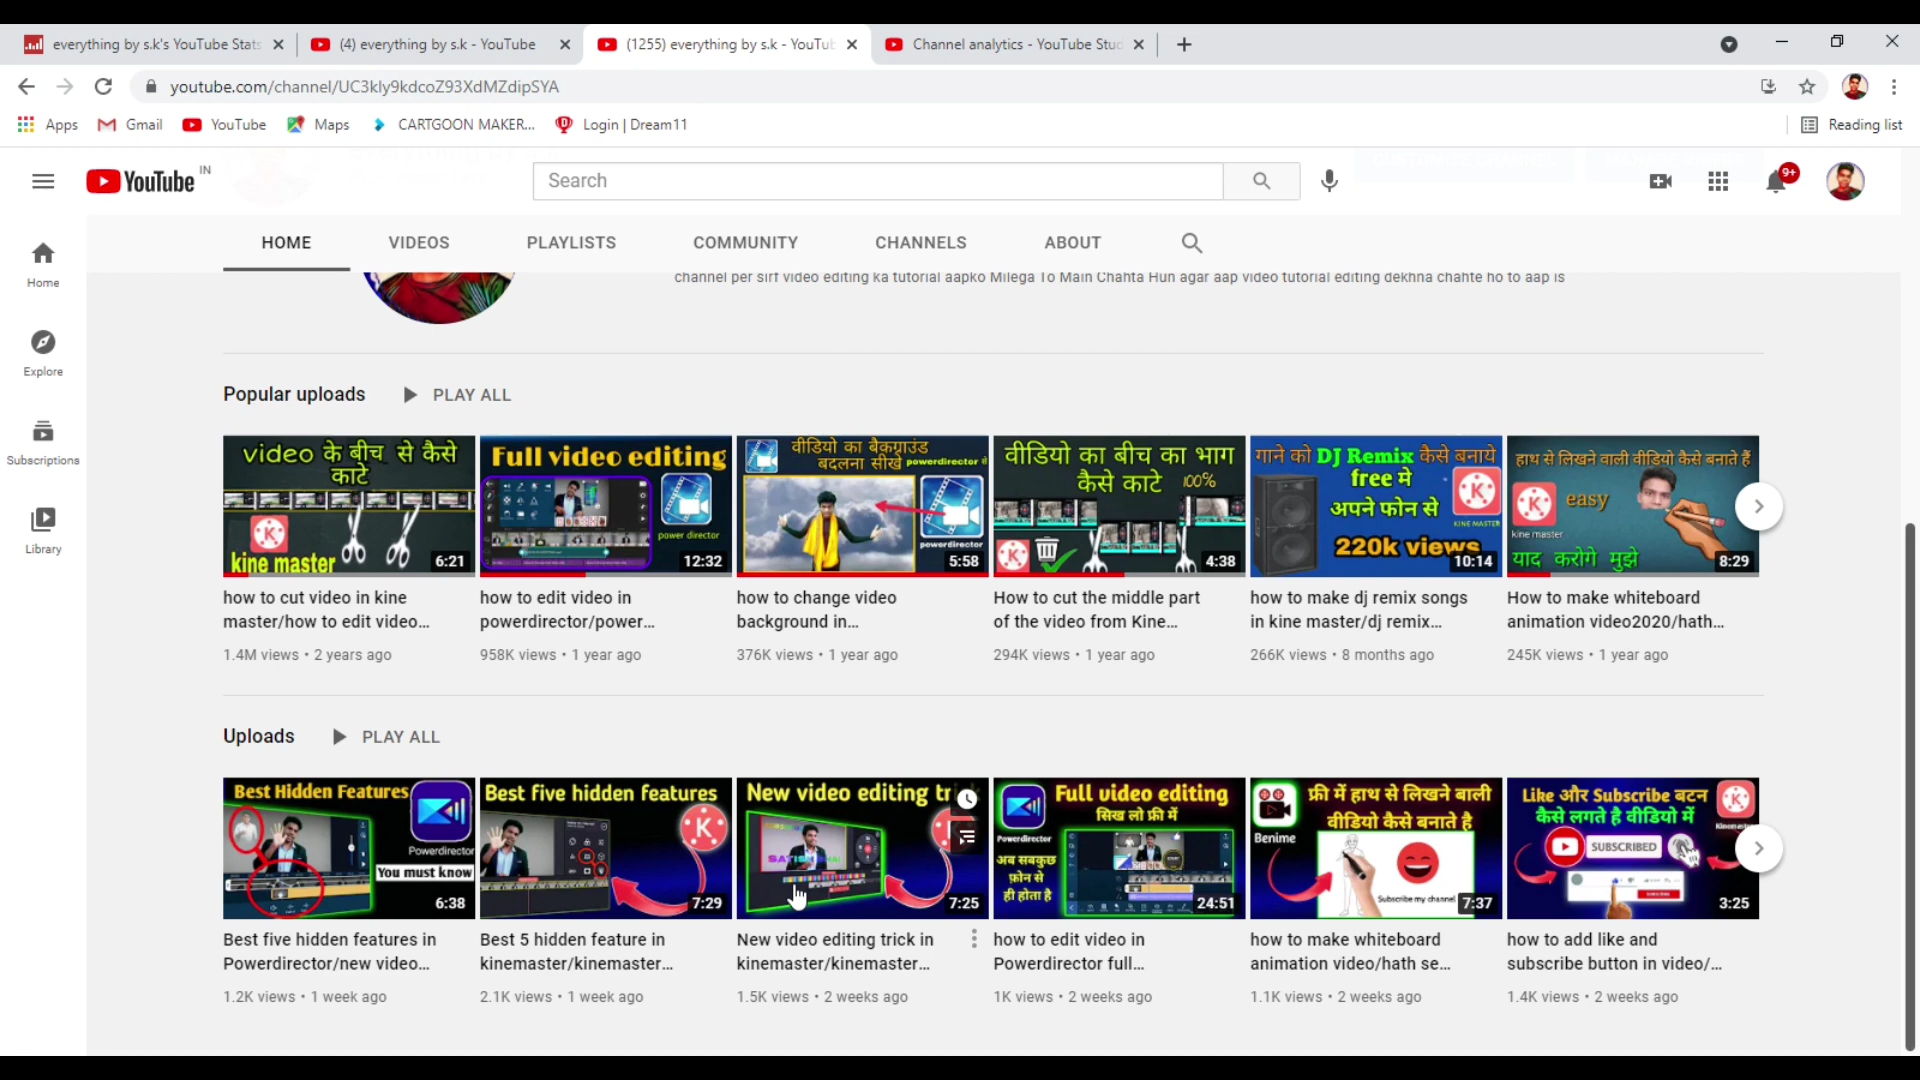 everything by s.k's YouTube Stats
(4) everything by s.k - YouTube
(1255) everything by s.k - YouTub
Channel analytics - YouTube Stud
youtube.com/channel/UC3kly9kdcoZ93XdMZdipSYA
Apps
Gmail
YouTube
Maps
CARTGOON MAKER...
Login | Dream11
Reading list
YouTube
IN
Search
9+
HOME
VIDEOS
PLAYLISTS
COMMUNITY
CHANNELS
ABOUT
Home
Explore
Subscriptions
Library
channel per sirf video editing ka tutorial aapko Milega To Main Chahta Hun agar aap video tutorial editing dekhna chahte ho to aap is
Popular uploads
PLAY ALL
video के बीच से कैसे
काटे
kine master
6:21
Full video editing
power director
12:32
वीडियो का बैकग्राउंड
बदलना सीखे powerdirector से
powerdirector
5:58
वीडियो का बीच का भाग
कैसे काटे 100%
4:38
गाने को DJ Remix कैसे बनाये
free मे
अपने फोन से
KINE MASTER
220k views
10:14
हाथ से लिखने वाली वीडियो कैसे बनाते हैं
easy
kine master
याद करोगे मुझे
8:29
how to cut video in kine
master/how to edit video...
1.4M views • 2 years ago
how to edit video in
powerdirector/power...
958K views • 1 year ago
how to change video
background in...
376K views • 1 year ago
How to cut the middle part
of the video from Kine...
294K views • 1 year ago
how to make dj remix songs
in kine master/dj remix...
266K views • 8 months ago
How to make whiteboard
animation video2020/hath...
245K views • 1 year ago
Uploads
PLAY ALL
Best Hidden Features
Powerdirector
You must know
6:38
Best five hidden features
K
7:29
New video editing tr
7:25
Full video editing
सिख लो फ्री में
Powerdirector
अब सबकुछ
फ़ोन से
ही होता है
24:51
फ्री में हाथ से लिखने वाली
वीडियो कैसे बनाते है
Benime
Subscribe my channel
7:37
Like और Subscribe बटन
कैसे लगते है वीडियो में
SUBSCRIBED
3:25
Best five hidden features in
Powerdirector/new video...
1.2K views • 1 week ago
Best 5 hidden feature in
kinemaster/kinemaster...
2.1K views • 1 week ago
New video editing trick in
kinemaster/kinemaster...
1.5K views • 2 weeks ago
how to edit video in
Powerdirector full...
1K views • 2 weeks ago
how to make whiteboard
animation video/hath se...
1.1K views • 2 weeks ago
how to add like and
subscribe button in video/...
1.4K views • 2 weeks ago